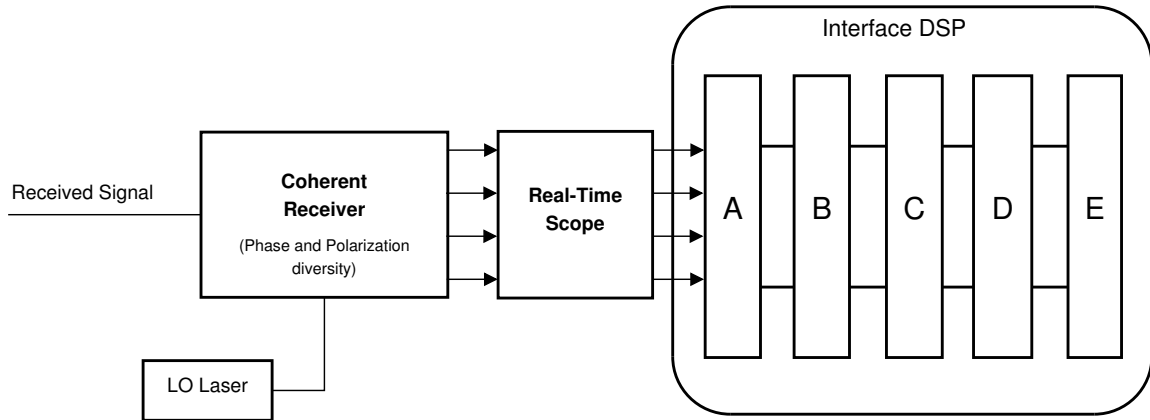 Interface DSP
Received Signal
Coherent
Receiver
(Phase and Polarization
diversity)
Real-Time
Scope
A
B
C
D
E
LO Laser